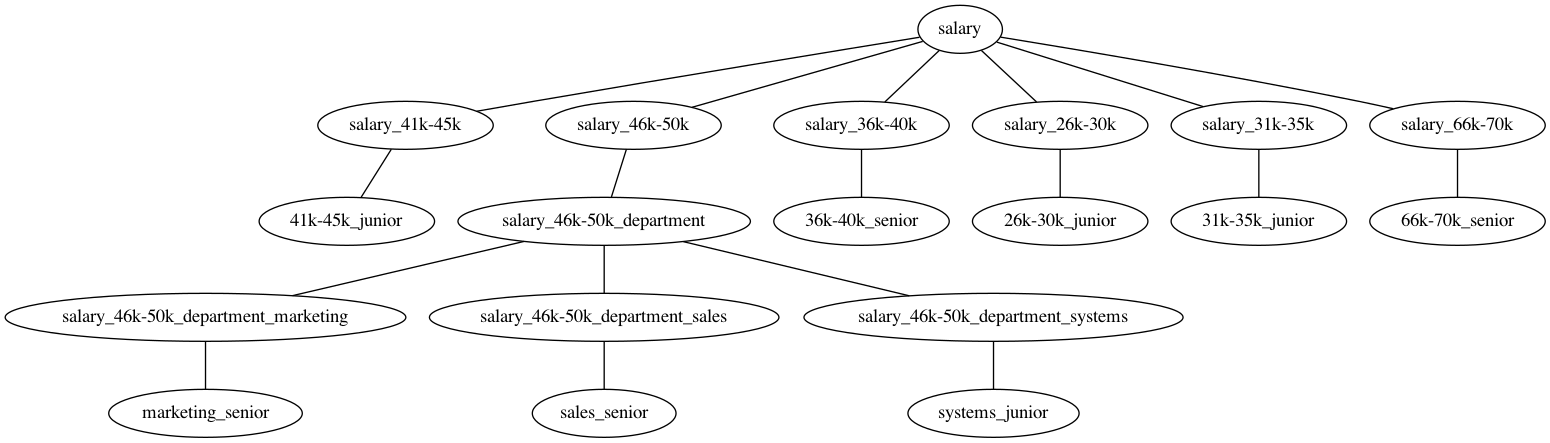 salary
salary_41k-45k
salary_46k-50k
salary_36k-40k
salary_26k-30k
salary_31k-35k
salary_66k-70k
41k-45k_junior
salary_46k-50k_department
36k-40k_senior
26k-30k_junior
31k-35k_junior
66k-70k_senior
salary_46k-50k_department_marketing
salary_46k-50k_department_sales
salary_46k-50k_department_systems
marketing_senior
sales_senior
systems_junior